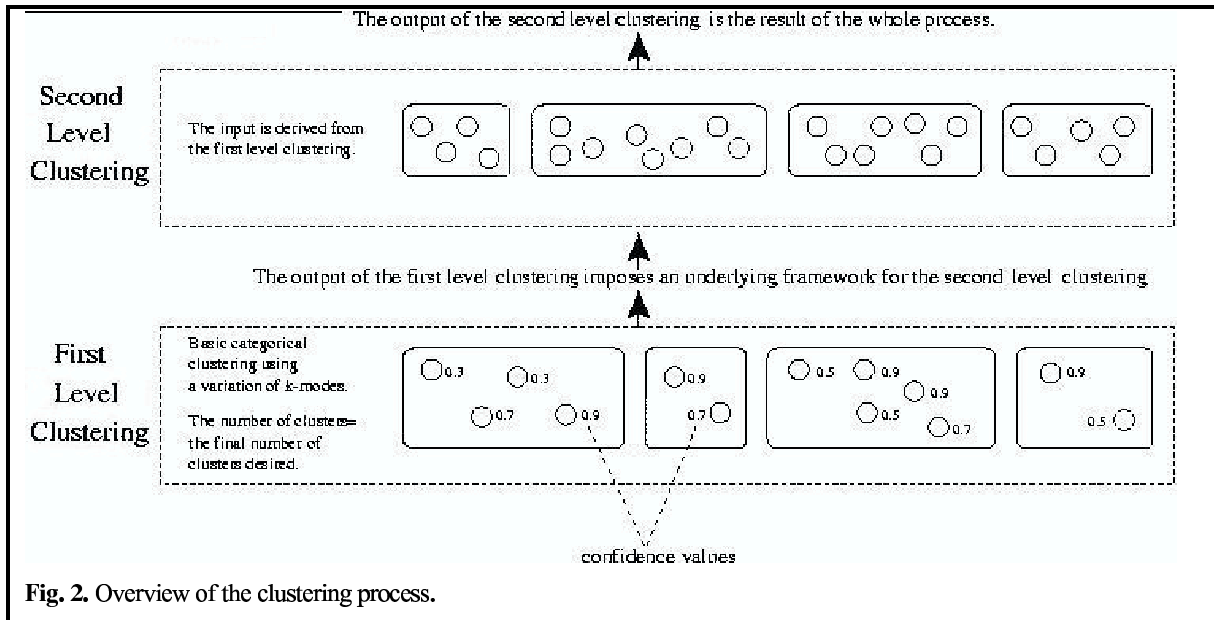 The output of the second level clustering is the result of the whole process.
Second
Level
Clustering
The input is derived from
the first level clustering.
The output of the first level clustering imposes an underlying framework for the second level clustering
First
Level
Clustering
Basic categorical
clustering using
a variation of k-modes.
The number of clusters=
the final number of
clusters desired.
0.3
0.3
0.7
0.9
0.9
0.7
0.5
0.9
0.9
0.5
0.7
0.9
0.5
confidence values
Fig. 2. Overview of the clustering process.